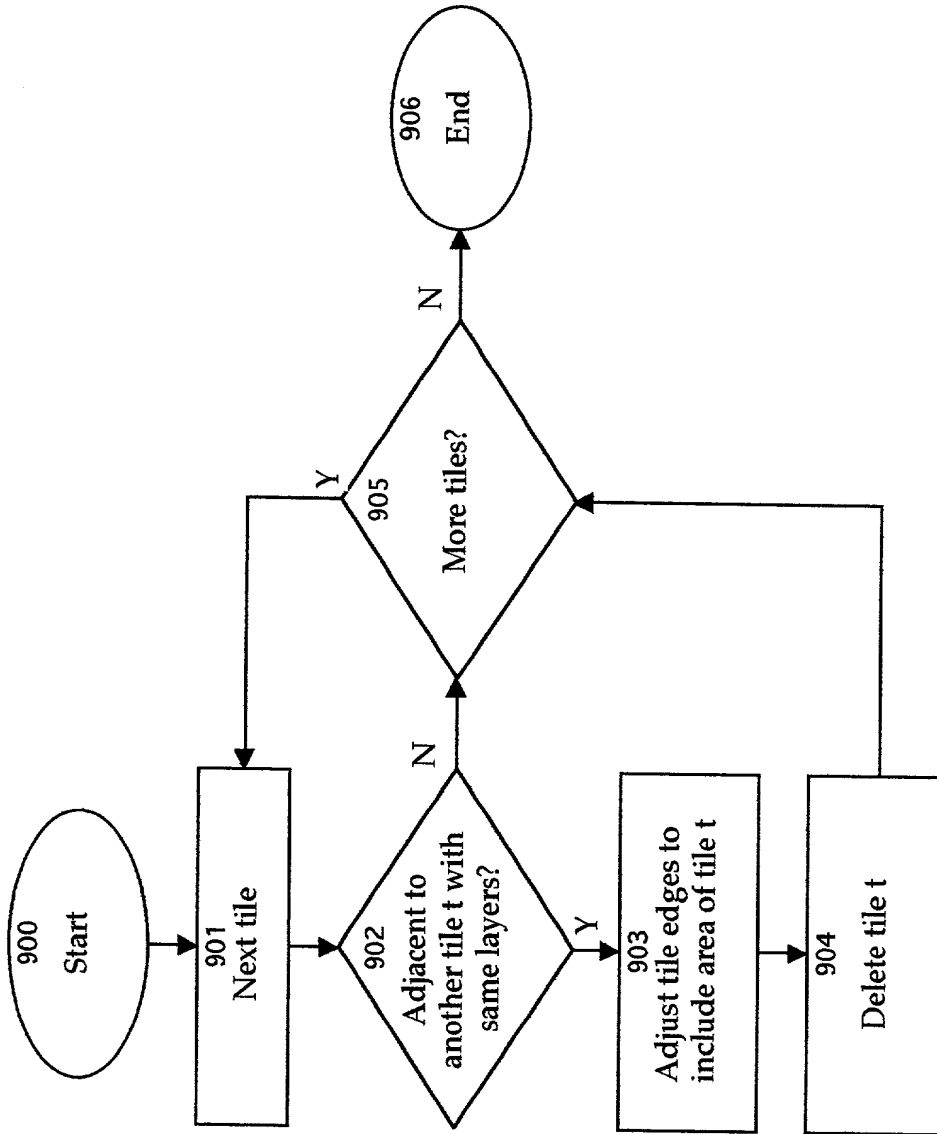 900
Start
901
Next tile
902
Adjacent to
another tile t with
same layers?
N
Y
903
Adjust tile edges to
include area of tile t
904
Delete tile t
905
More tiles?
Y
N
906
End